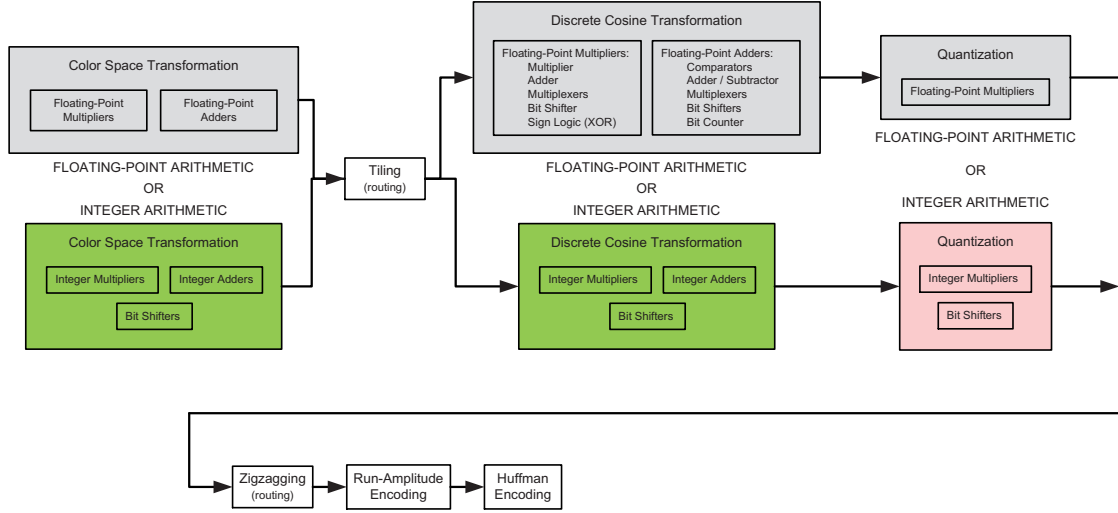 Color Space Transformation
Floating-Point
Multipliers
Floating-Point
Adders
FLOATING-POINT ARITHMETIC
OR
INTEGER ARITHMETIC
Color Space Transformation
Integer Multipliers
Integer Adders
Bit Shifters
Tiling
(routing)
Discrete Cosine Transformation
Floating-Point Multipliers:
Multiplier
Adder
Multiplexers
Bit Shifter
Sign Logic (XOR)
Floating-Point Adders:
Comparators
Adder / Subtractor
Multiplexers
Bit Shifters
Bit Counter
FLOATING-POINT ARITHMETIC
OR
INTEGER ARITHMETIC
Discrete Cosine Transformation
Integer Multipliers
Integer Adders
Bit Shifters
Quantization
Floating-Point Multipliers
FLOATING-POINT ARITHMETIC
OR
INTEGER ARITHMETIC
Quantization
Integer Multipliers
Bit Shifters
Zigzagging
(routing)
Run-Amplitude
Encoding
Huffman
Encoding